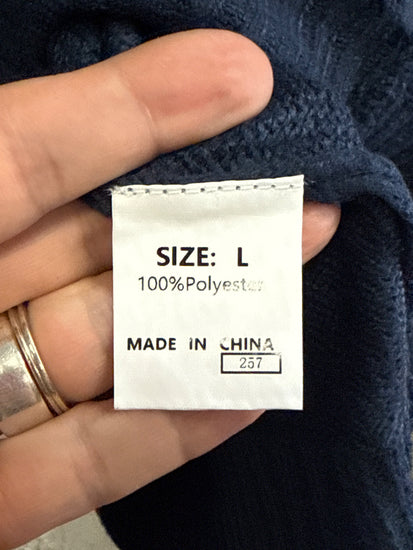 SIZE: L
100%Polyester
MADE IN CHINA
257